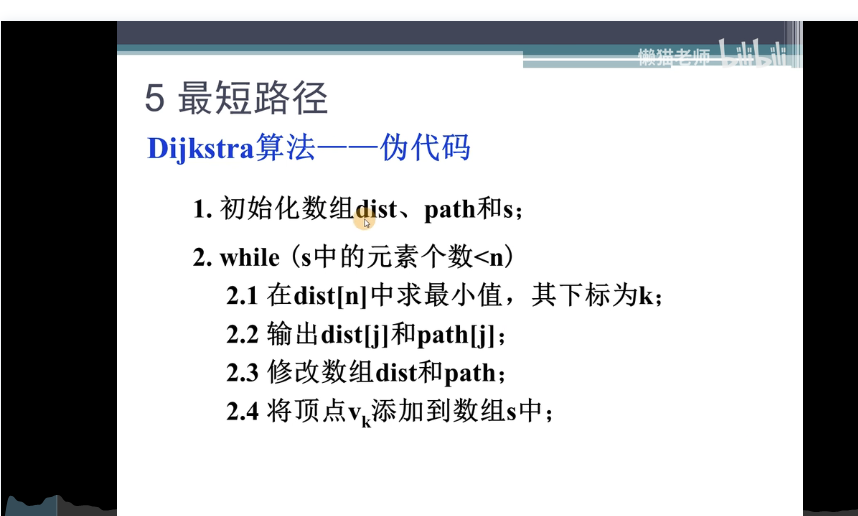 懒猫老师 bilibili
5 最短路径
Dijkstra算法——伪代码
1. 初始化数组dist、path和s；
2. while（s中的元素个数<n）
2.1 在dist[n]中求最小值，其下标为k；
2.2 输出dist[j]和path[j]；
2.3 修改数组dist和path；
2.4 将顶点vk添加到数组s中；